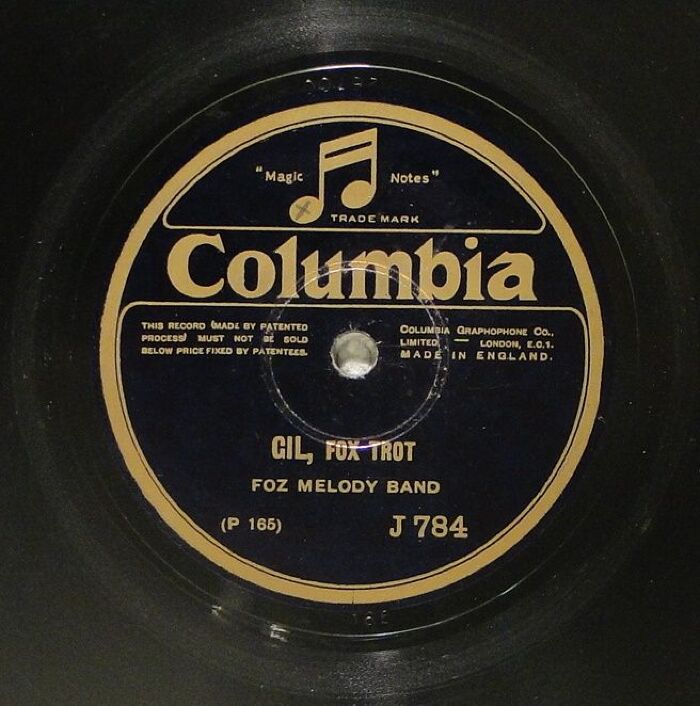 "Magic Notes"
TRADE MARK
Columbia
THIS RECORD (MADE BY PATENTED
PROCESS) MUST NOT BE SOLD
BELOW PRICE FIXED BY PATENTEES.
COLUMBIA GRAPHOPHONE CO.,
LIMITED — LONDON, E.C.1.
MADE IN ENGLAND.
GIL, FOX TROT
FOZ MELODY BAND
(P 165) J 784